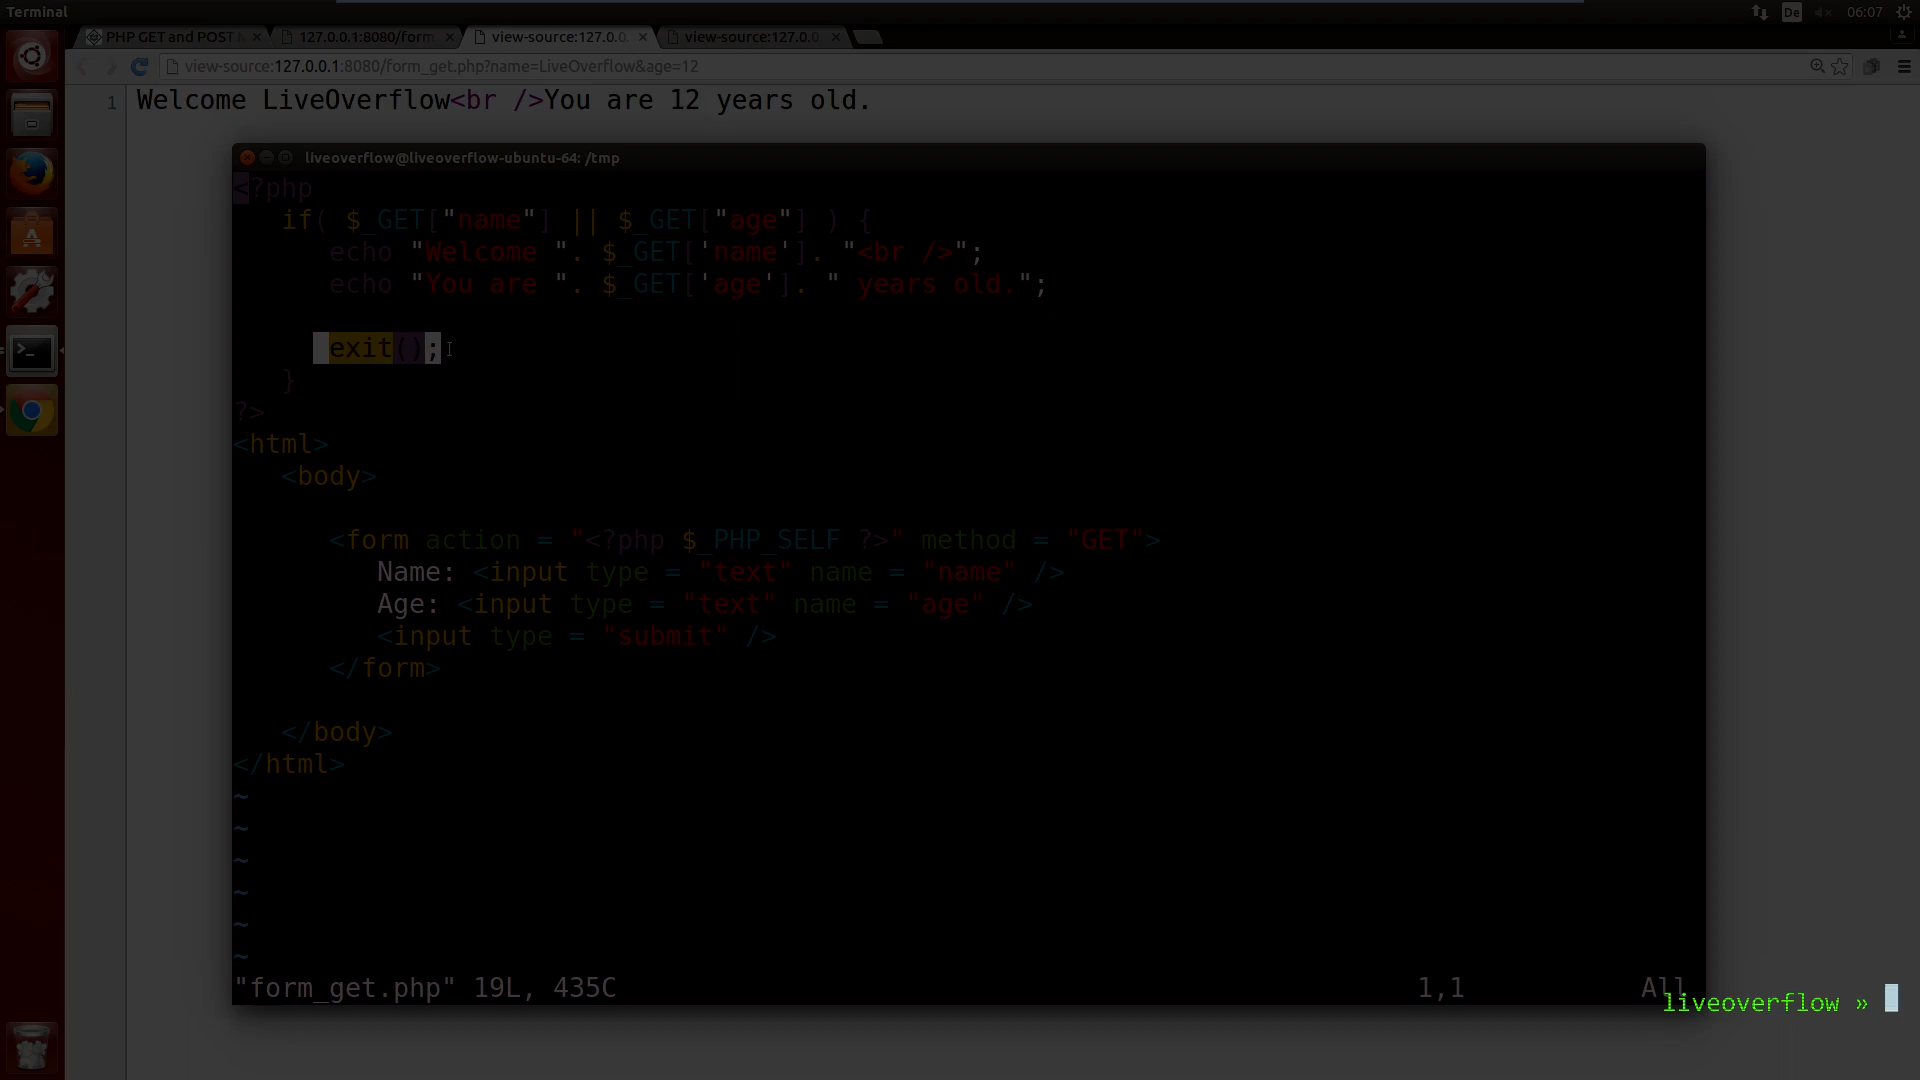 Terminal
De
06:07
PHP GET and POST
127.0.0.1:8080/form
view-source:127.0.0.
view-source:127.0.0.
view-source:127.0.0.1:8080/form_get.php?name=LiveOverflow&age=12
1 Welcome LiveOverflow<br />You are 12 years old.
liveoverflow@liveoverflow-ubuntu-64: /tmp
<?php
if( $_GET["name"] || $_GET["age"] ) {
echo "Welcome ". $_GET['name']. "<br />";
echo "You are ". $_GET['age']. " years old.";
exit();
}
?>
<html>
<body>
<form action = "<?php $_PHP_SELF ?>" method = "GET">
Name: <input type = "text" name = "name" />
Age: <input type = "text" name = "age" />
<input type = "submit" />
</form>
</body>
</html>
~
~
~
~
~
~
"form_get.php" 19L, 435C 1,1 All
liveoverflow »